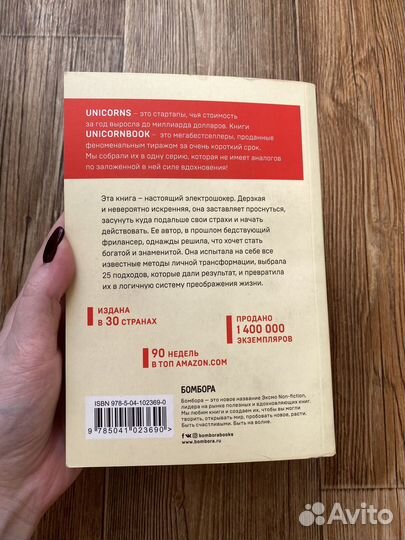 UNICORNS – это стартапы, чья стоимость
за год выросла до миллиарда долларов. Книги
UNICORNBOOK – это мегабестселлеры, проданные
феноменальным тиражом за очень короткий срок.
Мы собрали их в одну серию, которая не имеет аналогов
по заложенной в ней силе вдохновения!
Эта книга – настоящий электрошокер. Дерзкая
и невероятно искренняя, она заставляет проснуться,
засунуть куда подальше свои страхи и начать
действовать. Ее автор, в прошлом бедствующий
фрилансер, однажды решила, что хочет стать
богатой и знаменитой. Она испытала на себе все
известные методы личной трансформации, выбрала
25 подходов, которые дали результат, и превратила
их в логичную систему преображения жизни.
ИЗДАНА
В 30 СТРАНАХ
ПРОДАНО
1 400 000
ЭКЗЕМПЛЯРОВ
90 НЕДЕЛЬ
В ТОП AMAZON.COM
ISBN 978-5-04-102369-0
9 785041 023690 >
БОМБОРА
Бомбора – это новое название Эксмо Non-fiction,
лидера на рынке полезных и вдохновляющих книг.
Мы любим книги и создаем их, чтобы вы могли
творить, открывать мир, пробовать новое, расти.
Быть счастливыми. Быть на волне.
bomborabooks
www.bombora.ru
Avito